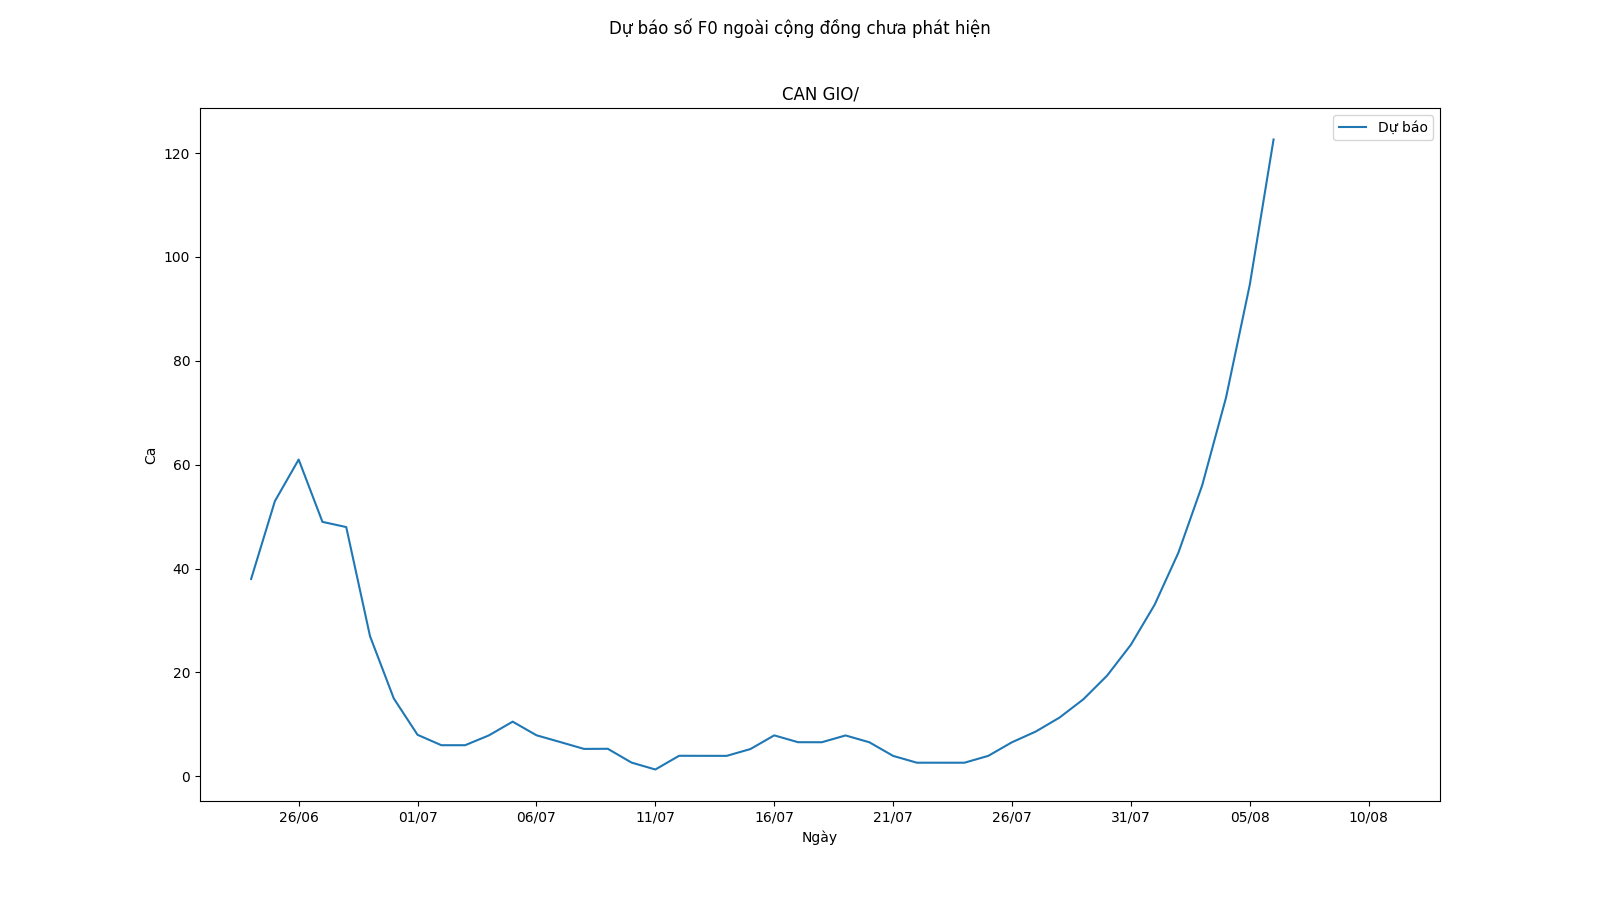 Dự báo số F0 ngoài cộng đồng chưa phát hiện
CAN GIO/
Dự báo
120
100
80
60
40
20
0
Ca
26/06 01/07 06/07 11/07 16/07 21/07 26/07 31/07 05/08 10/08
Ngày